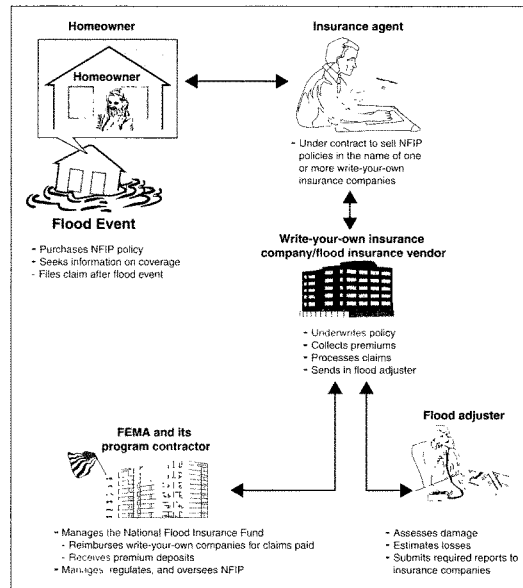 Homeowner
Insurance agent
Homeowner
- Under contract to sell NFIP
policies in the name of one
or more write-your-own
insurance companies
Flood Event
- Purchases NFIP policy
- Seeks information on coverage
- Files claim after flood event
Write-your-own insurance
company/flood insurance vendor
- Underwrites policy
- Collects premiums
- Processes claims
- Sends in flood adjuster
Flood adjuster
FEMA and its
program contractor
- Manages the National Flood Insurance Fund
- Reimburses write-your-own companies for claims paid
- Receives premium deposits
- Manages, regulates, and oversees NFIP
- Assesses damage
- Estimates losses
- Submits required reports to
insurance companies